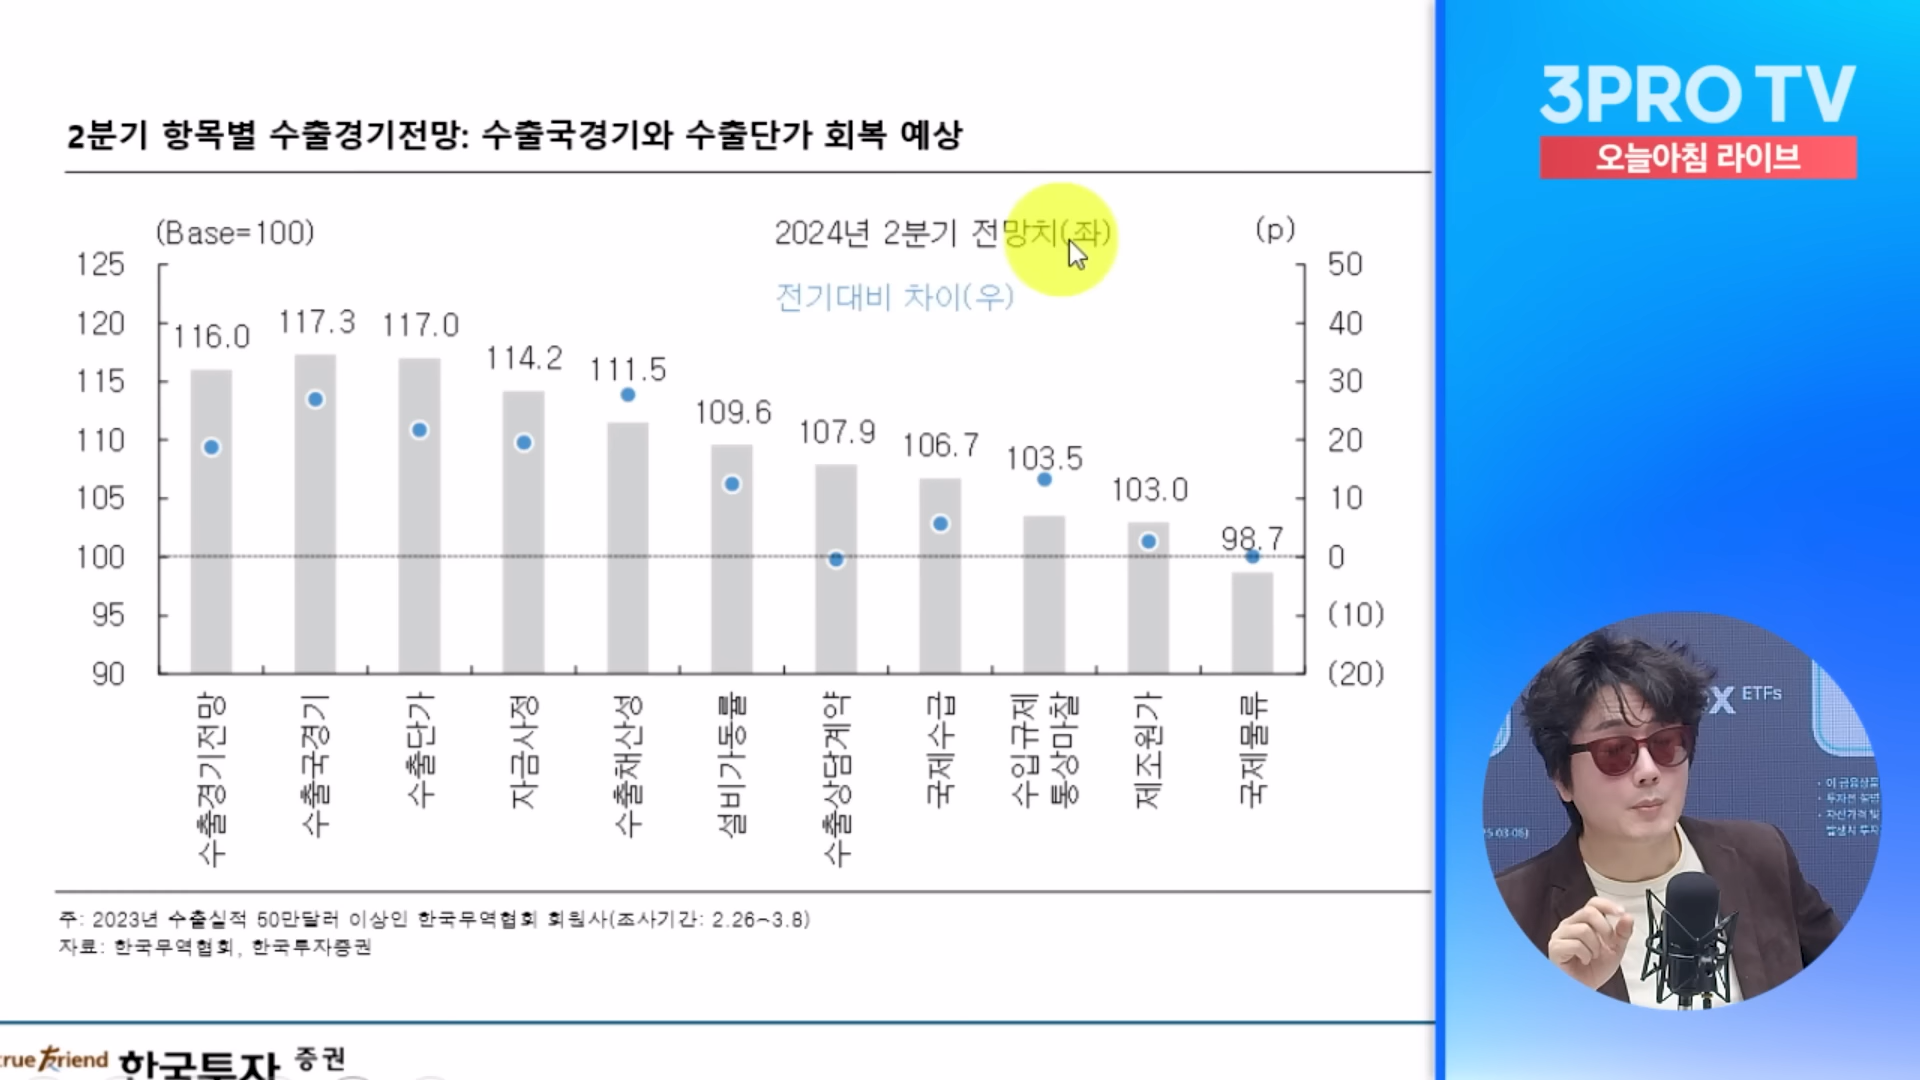 2분기 항목별 수출경기전망: 수출국경기와 수출단가 회복 예상
(Base=100)
2024년 2분기 전망치(좌)
(p)
전기대비 차이(우)
125
120
115
110
105
100
95
90
50
40
30
20
10
0
(10)
(20)
116.0
117.3
117.0
114.2
111.5
109.6
107.9
106.7
103.5
103.0
98.7
수출경기전망
수출국경기
수출단가
자금사정
수출채산성
설비가동률
수출상담계약
국제수급
수입규제
통상마찰
제조원가
국제물류
주: 2023년 수출실적 50만달러 이상인 한국무역협회 회원사(조사기간: 2.26~3.8)
자료: 한국무역협회, 한국투자증권
true Friend 한국투자증권
3PRO TV
오늘아침 라이브
ETFs